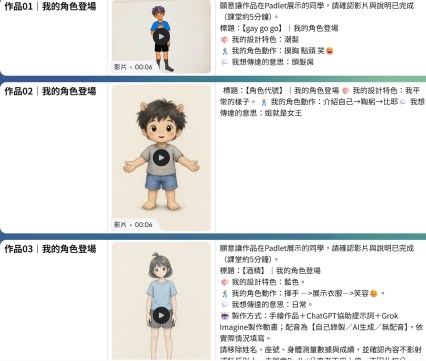 作品01｜我的角色登場
影片 • 00:06
願意讓作品在Padlet展示的同學，請確認影片與說明已完成
（課堂約5分鐘）。
標題：【gay go go】｜我的角色登場
我的設計特色：潮髮
我的角色動作：摸胸 點頭 笑
我想傳達的意思：頭髮屌
作品02｜我的角色登場
影片 • 00:06
標題：【角色代號】｜我的角色登場 我的設計特色：我平
常的樣子。 我的角色動作：介紹自己→鞠躬→比耶 我想
傳達的意思：姐就是女王
作品03｜我的角色登場
願意讓作品在Padlet展示的同學，請確認影片與說明已完成
（課堂約5分鐘）。
標題：【酒精】｜我的角色登場
我的設計特色：藍色。
我的角色動作：揮手 —>展示衣服—>笑容
我想傳達的意思：日常。
製作方式：手繪作品＋ChatGPT協助提示詞＋Grok
Imagine製作動畫；配音為【自己錄製／AI生成／無配音】，依
實際情況填寫。
請移除姓名、座號、身體測量數據與成績，並確認內容不影射